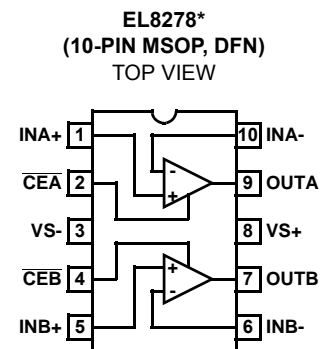 EL8278*
(10-PIN MSOP, DFN)
TOP VIEW
INA+ 1 10 INA-
CEA 2 9 OUTA
VS- 3 8 VS+
CEB 4 7 OUTB
INB+ 5 6 INB-
-
+
+
-